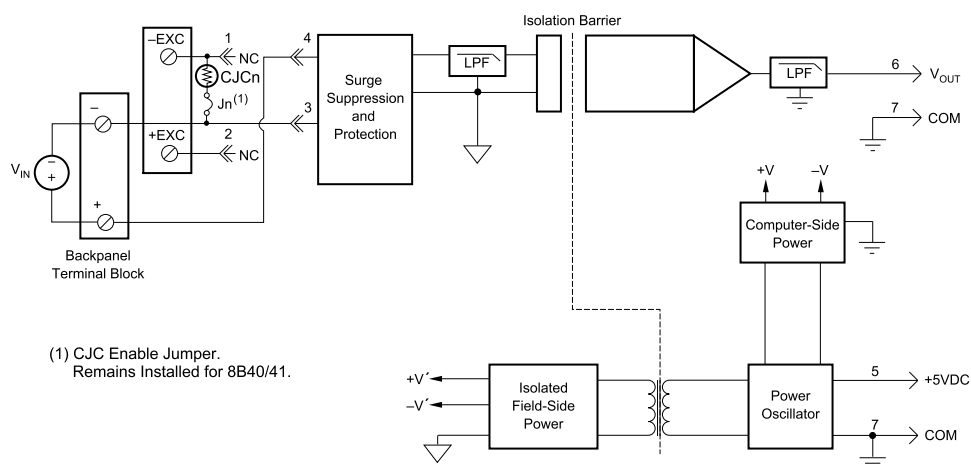 Isolation Barrier
–EXC
1
NC
4
CJCn
Jn(1)
3
+EXC
2
NC
Surge
Suppression
and
Protection
LPF
LPF
6
VOUT
7
COM
–
VIN
–
+
+
Backpanel
Terminal Block
+V
–V
Computer-Side
Power
(1) CJC Enable Jumper.
Remains Installed for 8B40/41.
+V´
–V´
Isolated
Field-Side
Power
Power
Oscillator
5
+5VDC
7
COM